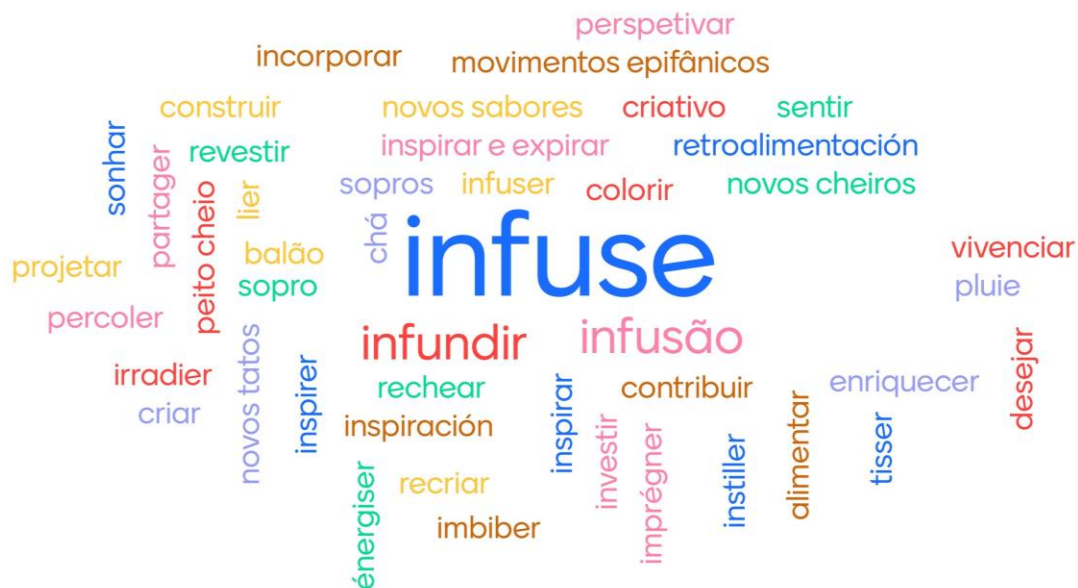 perspetivar
incorporar
movimentos epifânicos
construir
novos sabores
criativo
sentir
sonhar
partager
revestir
inspirar e expirar
retroalimentación
peito cheio
lier
sopros
infuser
colorir
novos cheiros
chá
infuse
projetar
balão
vivenciar
sopro
pluie
percoler
infundir
infusão
irradier
novos tatos
inspirer
rechear
inspirar
contribuir
enriquecer
desejar
criar
inspiración
investir
imprégner
instiller
alimentar
tisser
énergiser
recriar
imbiber